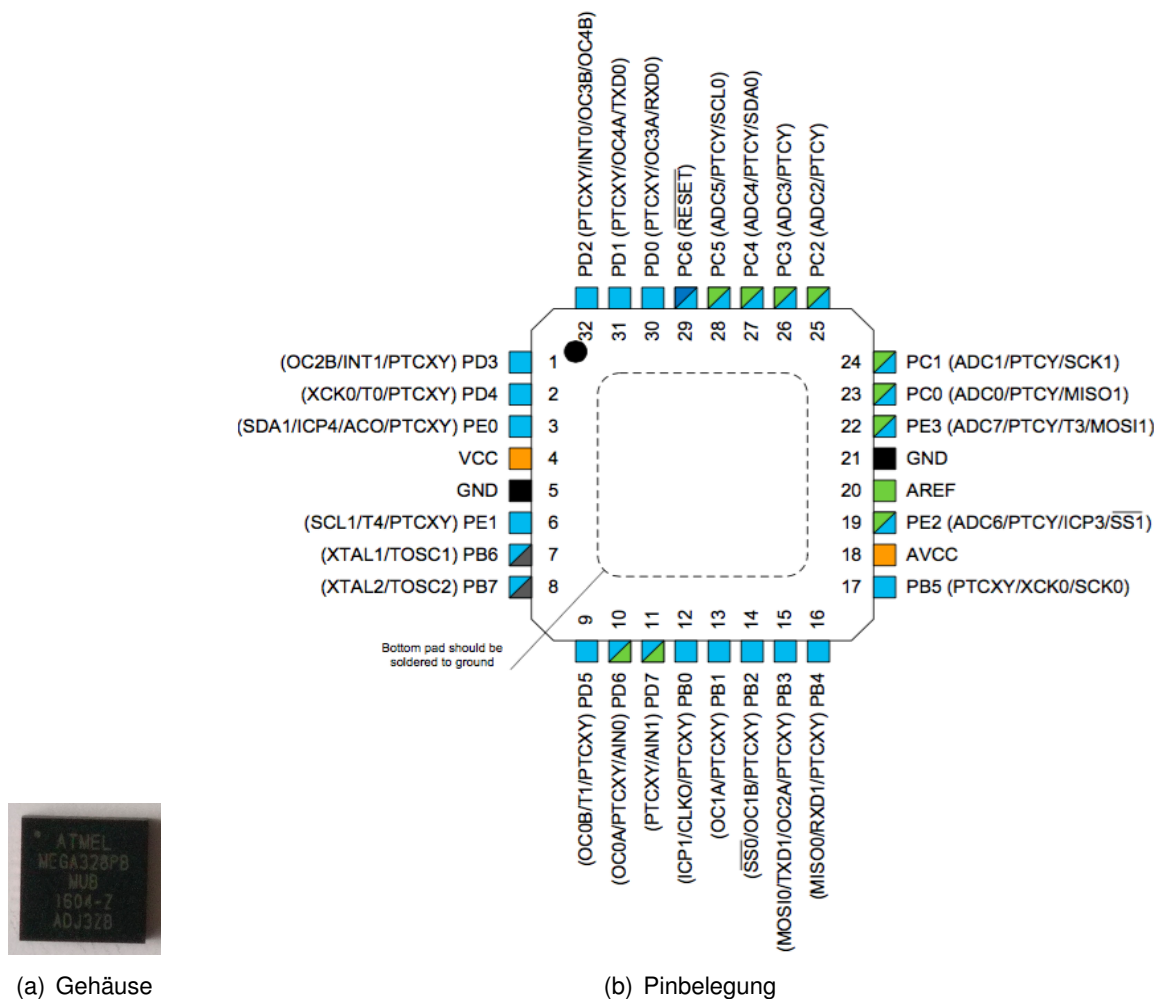 PD2 (PTCXY/INT0/OC3B/OC4B)
PD1 (PTCXY/OC4A/TXD0)
PD0 (PTCXY/OC3A/RXD0)
PC6 (RESET)
PC5 (ADC5/PTCY/SCL0)
PC4 (ADC4/PTCY/SDA0)
PC3 (ADC3/PTCY)
PC2 (ADC2/PTCY)
32
31
30
29
28
27
26
25
(OC2B/INT1/PTCXY) PD3 1
(XCK0/T0/PTCXY) PD4 2
(SDA1/ICP4/ACO/PTCXY) PE0 3
VCC 4
GND 5
(SCL1/T4/PTCXY) PE1 6
(XTAL1/TOSC1) PB6 7
(XTAL2/TOSC2) PB7 8
24 PC1 (ADC1/PTCY/SCK1)
23 PC0 (ADC0/PTCY/MISO1)
22 PE3 (ADC7/PTCY/T3/MOSI1)
21 GND
20 AREF
19 PE2 (ADC6/PTCY/ICP3/SS1)
18 AVCC
17 PB5 (PTCXY/XCK0/SCK0)
9
10
11
12
13
14
15
16
Bottom pad should be
soldered to ground
(OC0B/T1/PTCXY) PD5
(OC0A/PTCXY/AIN0) PD6
(PTCXY/AIN1) PD7
(ICP1/CLKO/PTCXY) PB0
(OC1A/PTCXY) PB1
(SS0/OC1B/PTCXY) PB2
(MOSI0/TXD1/OC2A/PTCXY) PB3
(MISO0/RXD1/PTCXY) PB4
ATMEL
MEGA328PB
MUB
1604-Z
ADJ3ZB
(a) Gehäuse
(b) Pinbelegung